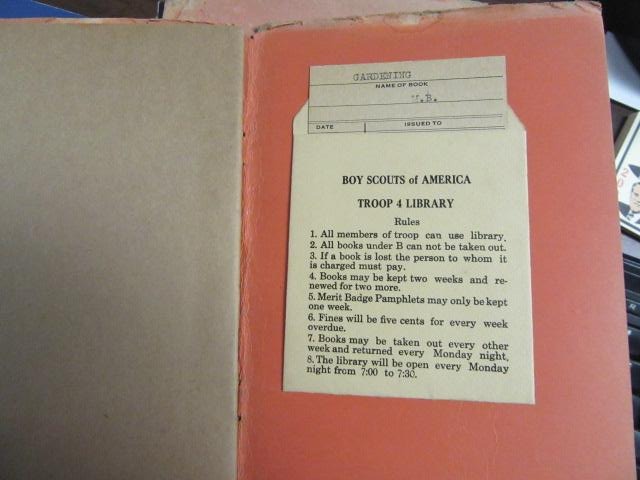 GARDENING
NAME OF BOOK
M.B.
DATE ISSUED TO
BOY SCOUTS of AMERICA
TROOP 4 LIBRARY
Rules
1. All members of troop can use library.
2. All books under B can not be taken out.
3. If a book is lost the person to whom it
is charged must pay.
4. Books may be kept two weeks and re-
newed for two more.
5. Merit Badge Pamphlets may only be kept
one week.
6. Fines will be five cents for every week
overdue.
7. Books may be taken out every other
week and returned every Monday night,
8. The library will be open every Monday
night from 7:00 to 7:30.